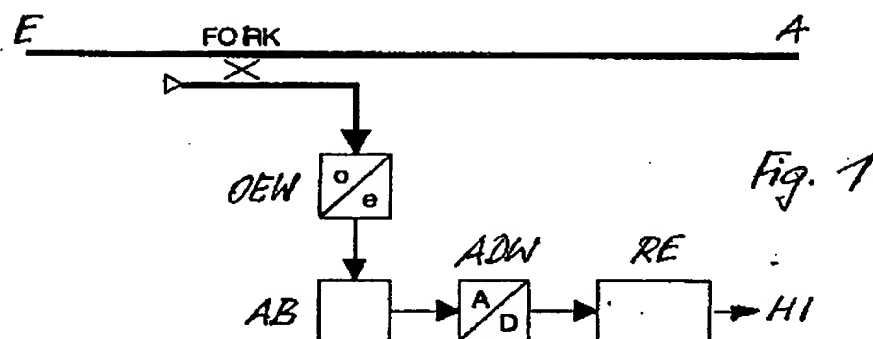 E A
FORK
o
e
OEW
Fig. 1
ADW RE
AB A
D
HI